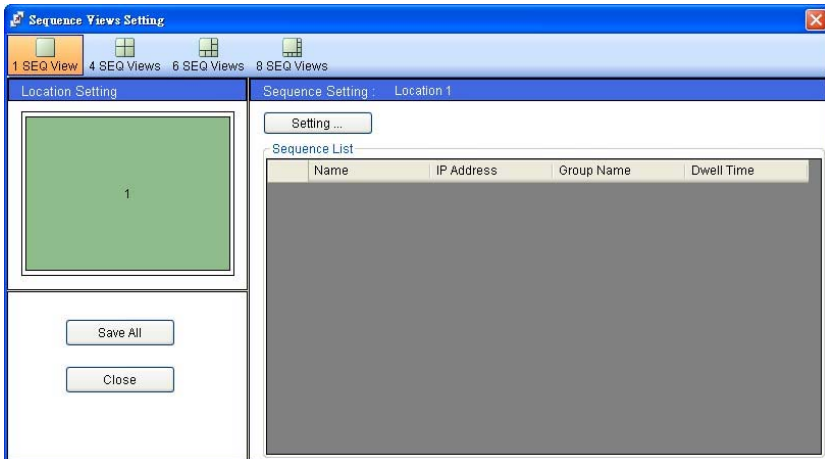 Sequence Views Setting
1 SEQ View 4 SEQ Views 6 SEQ Views 8 SEQ Views
Location Setting
Sequence Setting : Location 1
Setting ...
Sequence List
Name IP Address Group Name Dwell Time
1
Save All
Close